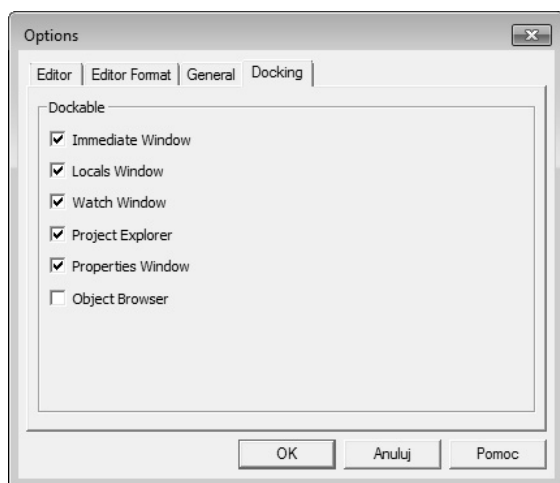 Options
Editor Editor Format General Docking
Dockable
Immediate Window
Locals Window
Watch Window
Project Explorer
Properties Window
Object Browser
OK Anuluj Pomoc